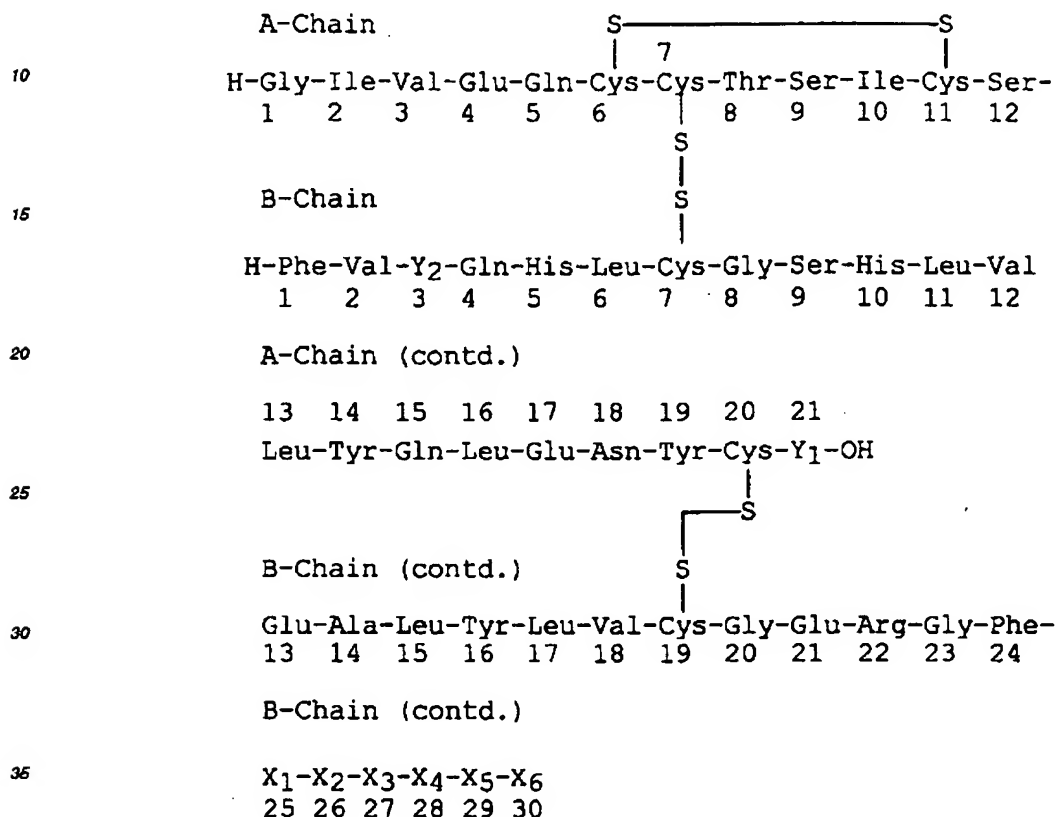 A-Chain S S
7
10 H-Gly-Ile-Val-Glu-Gln-Cys-Cys-Thr-Ser-Ile-Cys-Ser-
1 2 3 4 5 6 8 9 10 11 12
S
15 B-Chain S
H-Phe-Val-Y2-Gln-His-Leu-Cys-Gly-Ser-His-Leu-Val
1 2 3 4 5 6 7 8 9 10 11 12
20 A-Chain (contd.)
13 14 15 16 17 18 19 20 21
Leu-Tyr-Gln-Leu-Glu-Asn-Tyr-Cys-Y1-OH
25 S
B-Chain (contd.) S
30 Glu-Ala-Leu-Tyr-Leu-Val-Cys-Gly-Glu-Arg-Gly-Phe-
13 14 15 16 17 18 19 20 21 22 23 24
B-Chain (contd.)
35 X1-X2-X3-X4-X5-X6
25 26 27 28 29 30